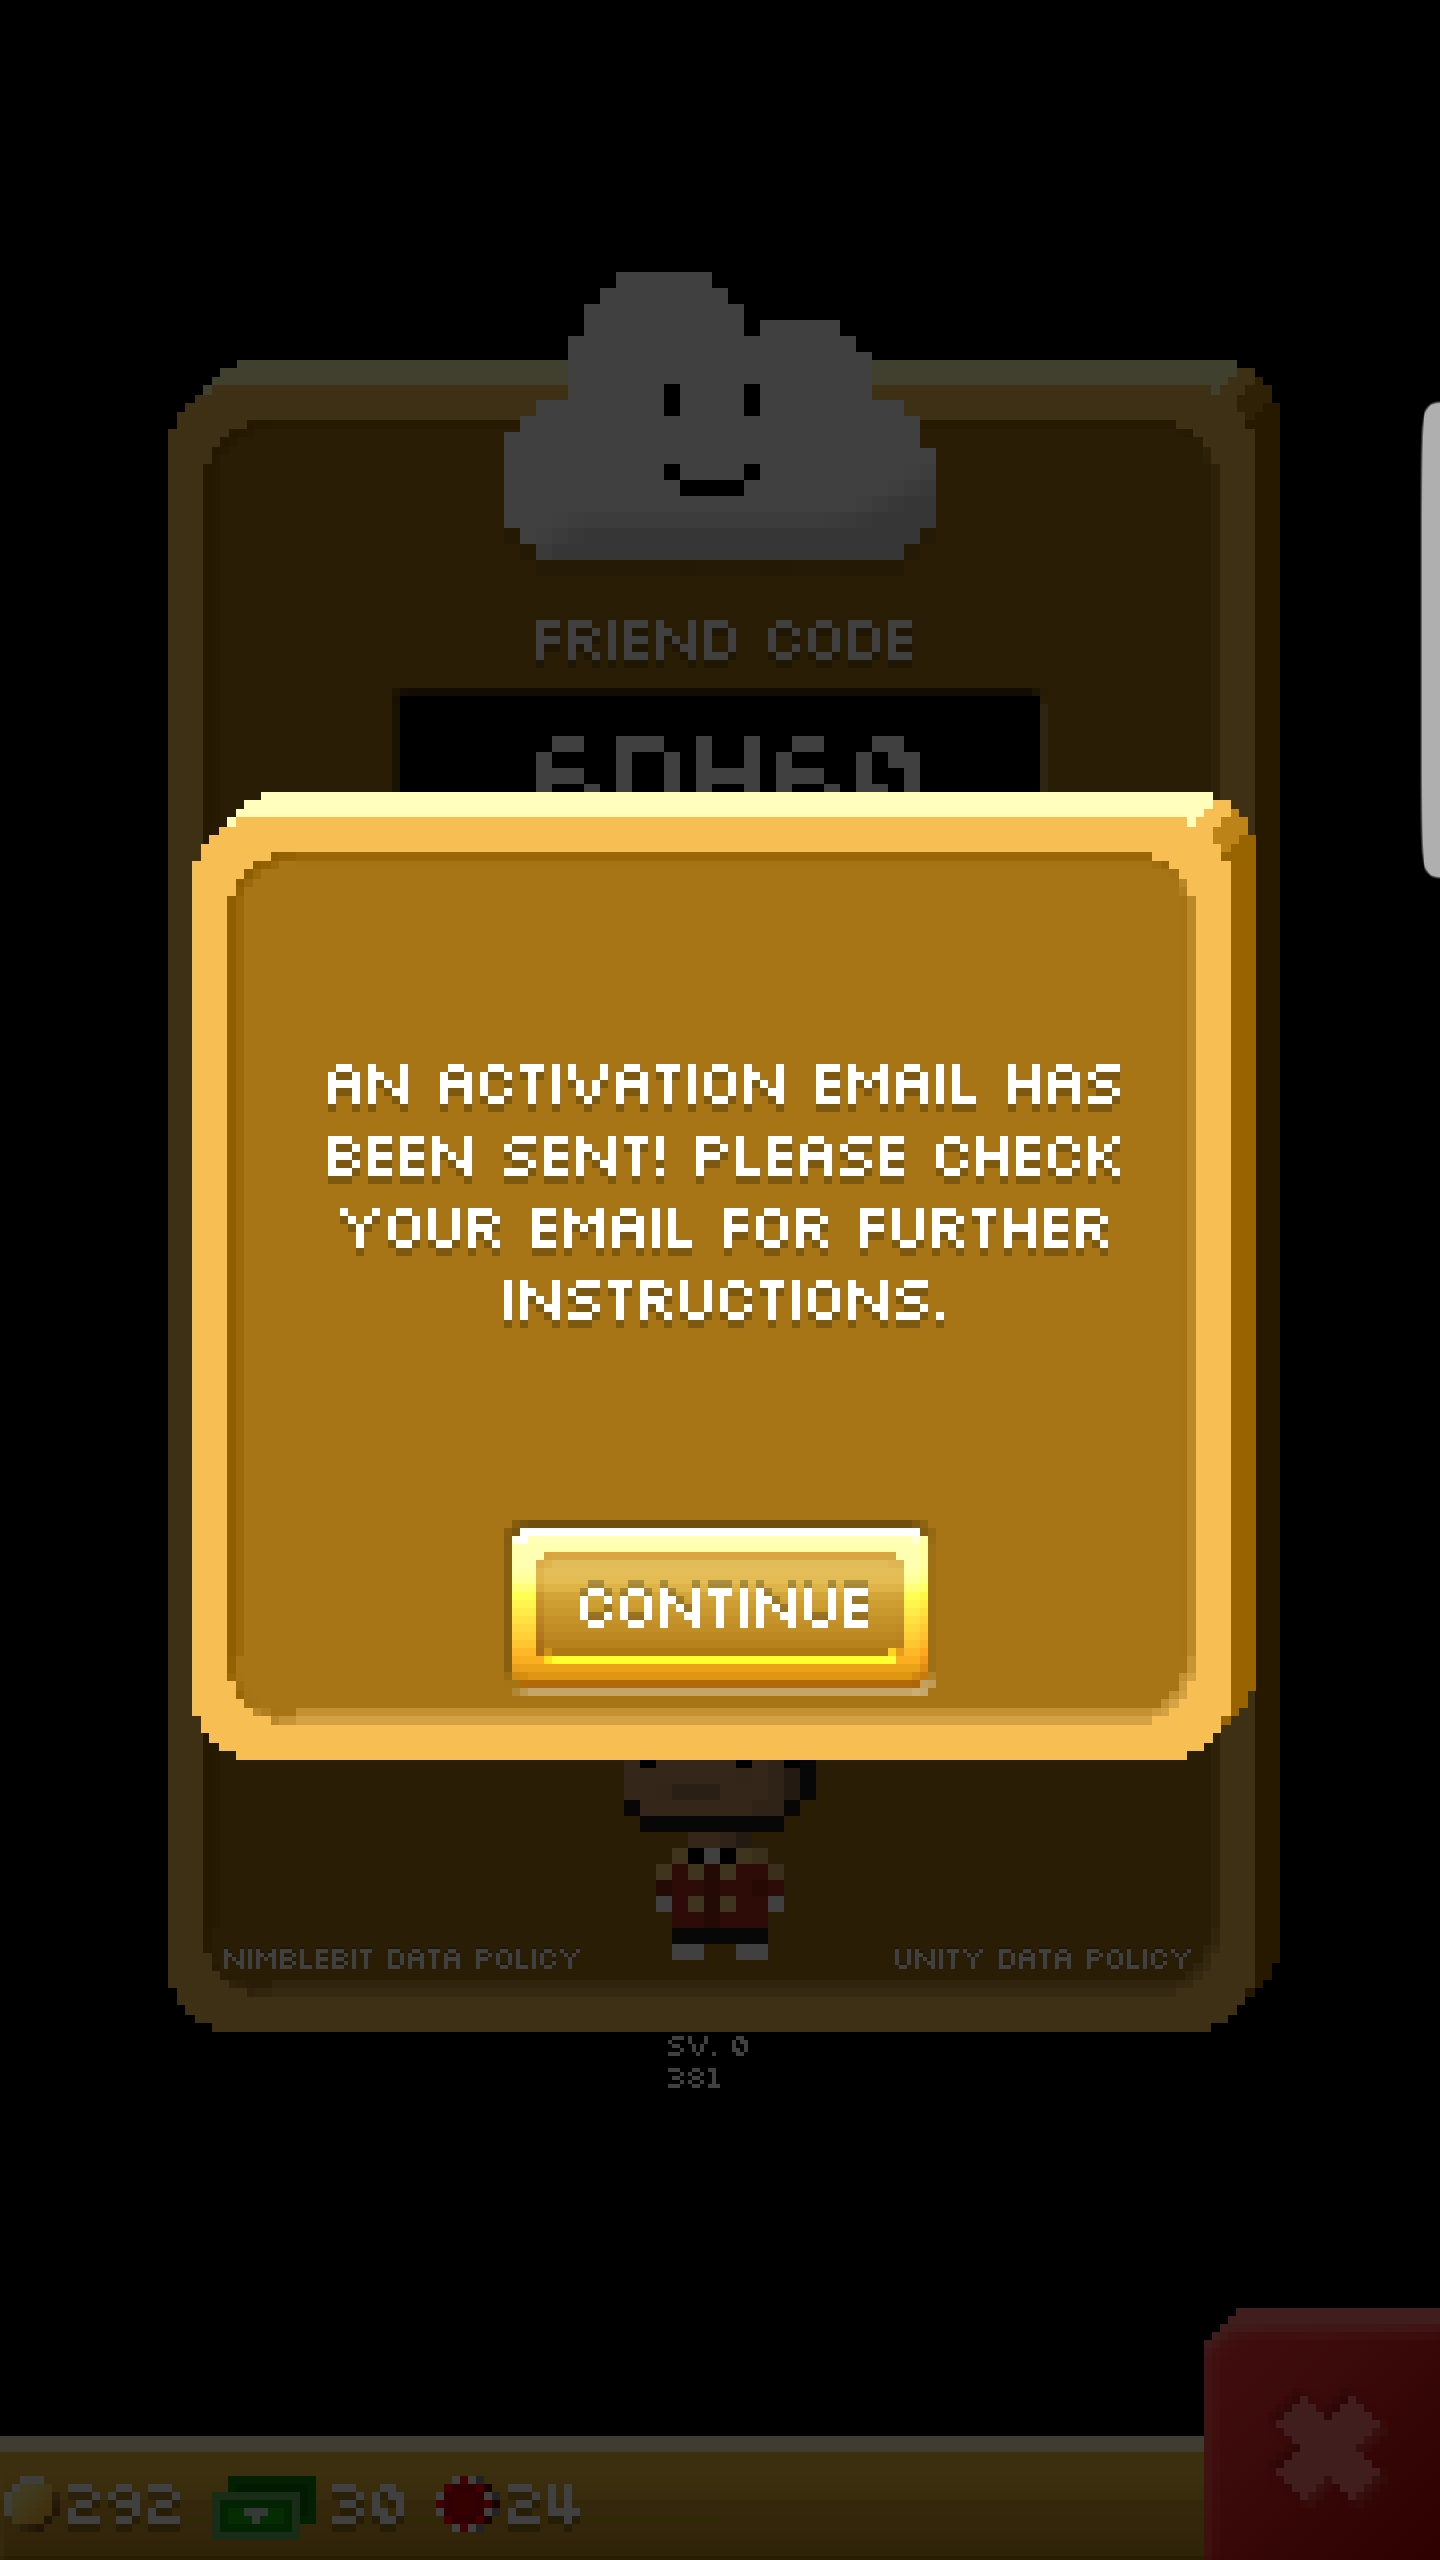 FRIEND CODE
AN ACTIVATION EMAIL HAS
BEEN SENT! PLEASE CHECK
YOUR EMAIL FOR FURTHER
INSTRUCTIONS.
CONTINUE
NIMBLEBIT DATA POLICY UNITY DATA POLICY
SV. 0
381
292 30 24